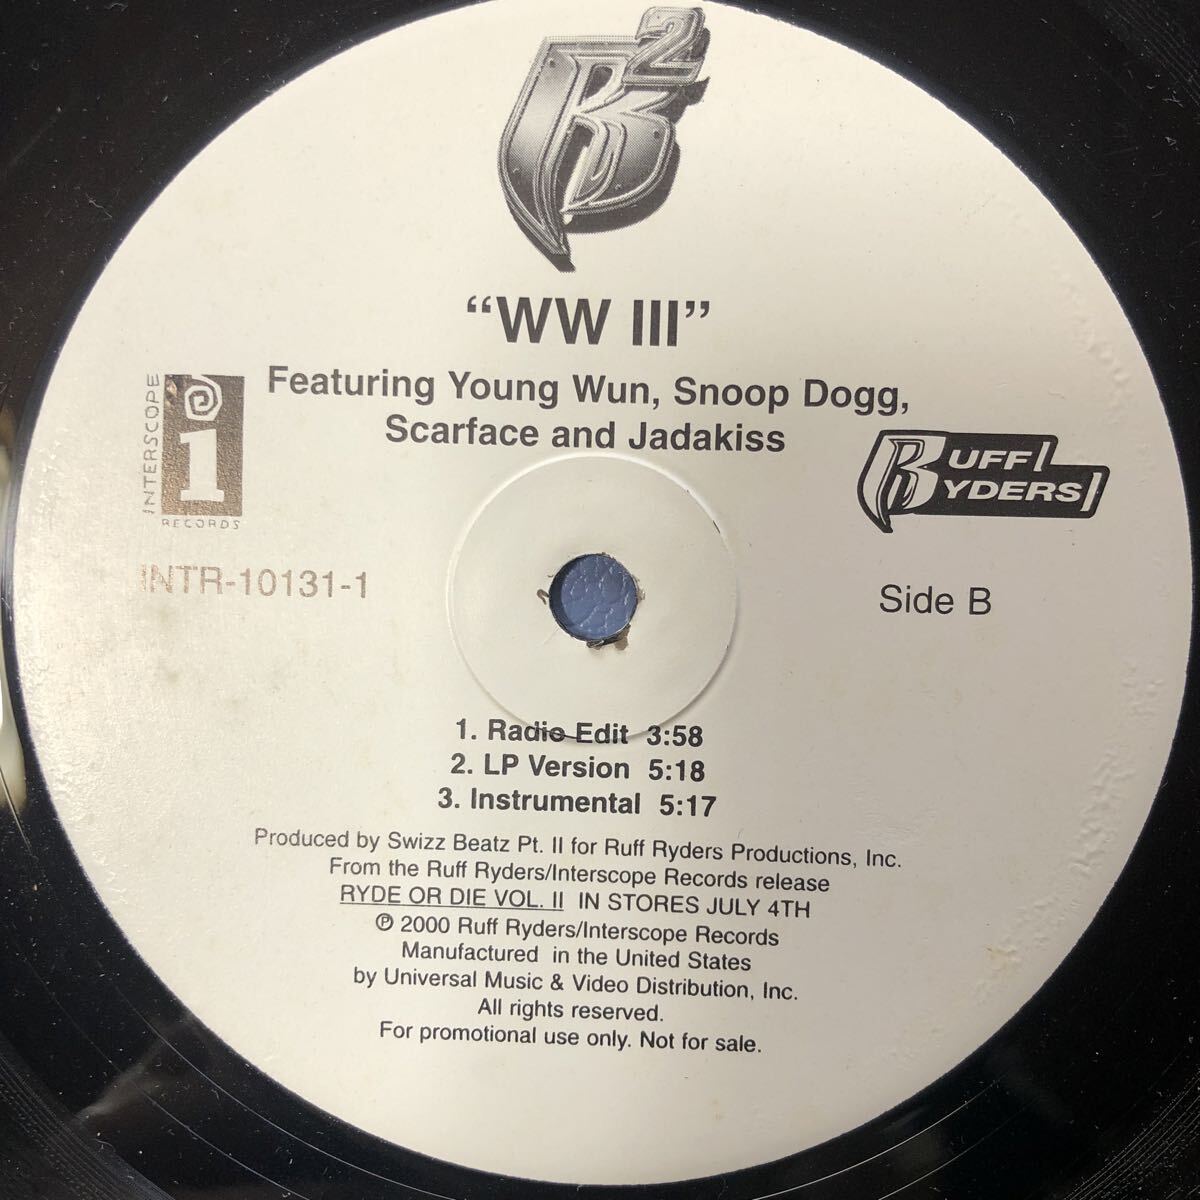 R2
“WW III”
Featuring Young Wun, Snoop Dogg,
Scarface and Jadakiss
INTERSCOPE
i
RECORDS
RUFF
RYDERS
INTR-10131-1
Side B
1. Radio Edit 3:58
2. LP Version 5:18
3. Instrumental 5:17
Produced by Swizz Beatz Pt. II for Ruff Ryders Productions, Inc.
From the Ruff Ryders/Interscope Records release
RYDE OR DIE VOL. II IN STORES JULY 4TH
℗ 2000 Ruff Ryders/Interscope Records
Manufactured in the United States
by Universal Music & Video Distribution, Inc.
All rights reserved.
For promotional use only. Not for sale.